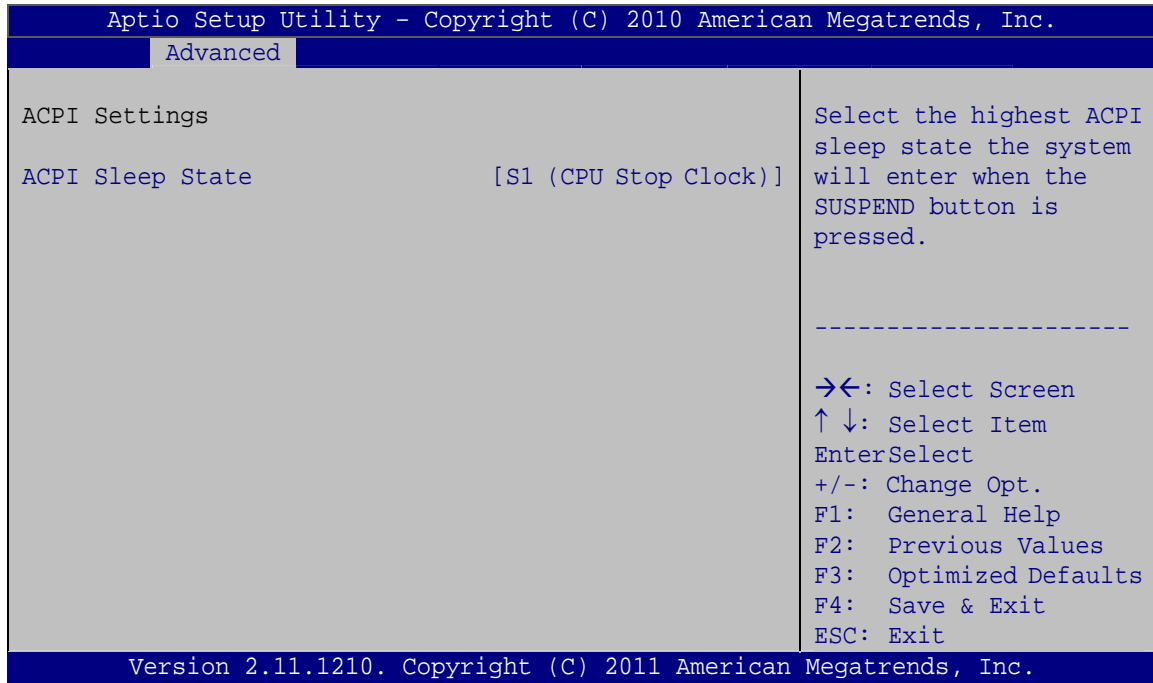 Aptio Setup Utility – Copyright (C) 2010 American Megatrends, Inc.
Advanced
ACPI Settings
ACPI Sleep State [S1 (CPU Stop Clock)]
Select the highest ACPI
sleep state the system
will enter when the
SUSPEND button is
pressed.
----------------------
→←: Select Screen
↑ ↓: Select Item
EnterSelect
+/-: Change Opt.
F1: General Help
F2: Previous Values
F3: Optimized Defaults
F4: Save & Exit
ESC: Exit
Version 2.11.1210. Copyright (C) 2011 American Megatrends, Inc.